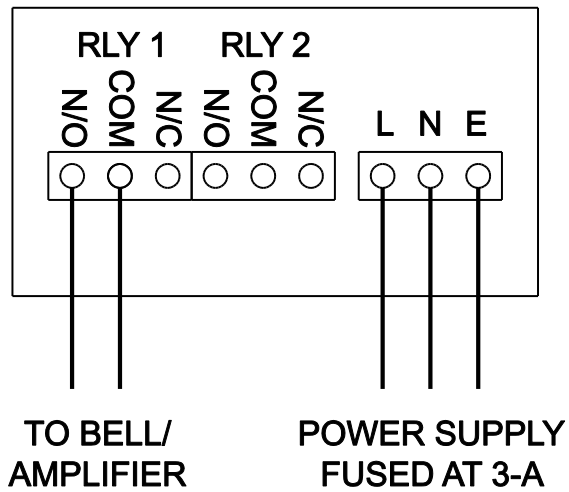 RLY 1 RLY 2
N/O COM N/C N/O COM N/C L N E
TO BELL/
AMPLIFIER
POWER SUPPLY
FUSED AT 3-A